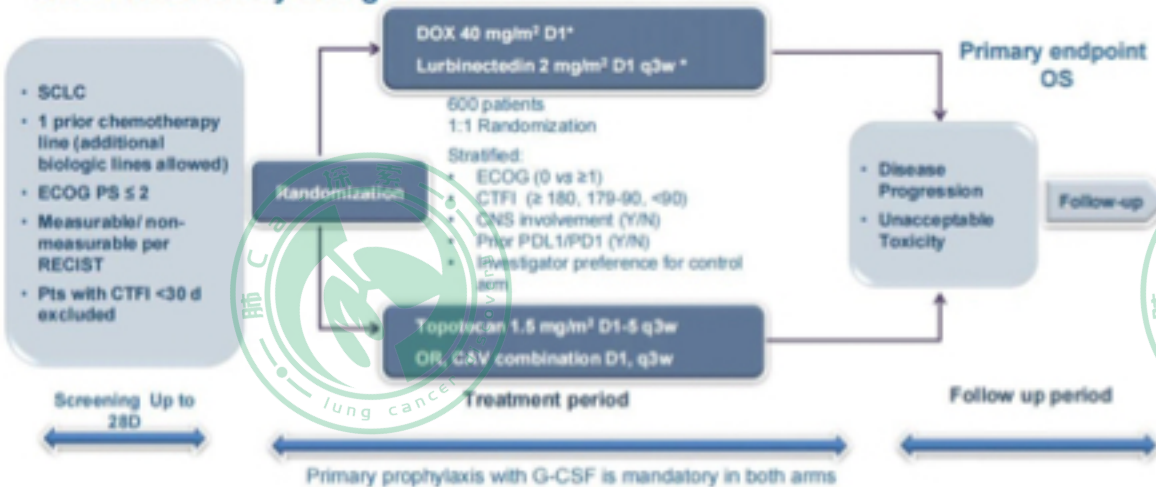 DOX 40 mg/m² D1*
Lurbinectedin 2 mg/m² D1 q3w *
Primary endpoint
OS
• SCLC
• 1 prior chemotherapy
line (additional
biologic lines allowed)
• ECOG PS ≤ 2
• Measurable/ non-
measurable per
RECIST
• Pts with CTFI <30 d
excluded
Randomization
600 patients
1:1 Randomization
Stratified:
• ECOG (0 vs ≥1)
• CTFI (≥ 180, 179-90, <90)
• CNS involvement (Y/N)
• Prior PDL1/PD1 (Y/N)
• Investigator preference for control
arm
• Disease
Progression
• Unacceptable
Toxicity
Follow-up
Topotucan 1.5 mg/m² D1-5 q3w
OR, CAV combination D1, q3w
Screening Up to
28D
Treatment period
Follow up period
Primary prophylaxis with G-CSF is mandatory in both arms
lung cancer